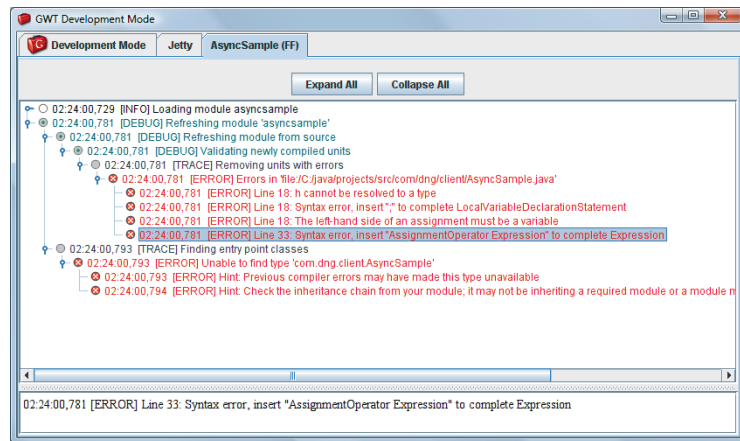 GWT Development Mode
Development Mode Jetty AsyncSample (FF)
Expand All Collapse All
02:24:00,729 [INFO] Loading module asyncsample
02:24:00,781 [DEBUG] Refreshing module 'asyncsample'
02:24:00,781 [DEBUG] Refreshing module from source
02:24:00,781 [DEBUG] Validating newly compiled units
02:24:00,781 [TRACE] Removing units with errors
02:24:00,781 [ERROR] Errors in 'file:/C:/java/projects/src/com/dng/client/AsyncSample.java'
02:24:00,781 [ERROR] Line 18: h cannot be resolved to a type
02:24:00,781 [ERROR] Line 18: Syntax error, insert ";" to complete LocalVariableDeclarationStatement
02:24:00,781 [ERROR] Line 18: The left-hand side of an assignment must be a variable
02:24:00,781 [ERROR] Line 33: Syntax error, insert "AssignmentOperator Expression" to complete Expression
02:24:00,793 [TRACE] Finding entry point classes
02:24:00,793 [ERROR] Unable to find type 'com.dng.client.AsyncSample'
02:24:00,793 [ERROR] Hint: Previous compiler errors may have made this type unavailable
02:24:00,794 [ERROR] Hint: Check the inheritance chain from your module; it may not be inheriting a required module or a module m
02:24:00,781 [ERROR] Line 33: Syntax error, insert "AssignmentOperator Expression" to complete Expression